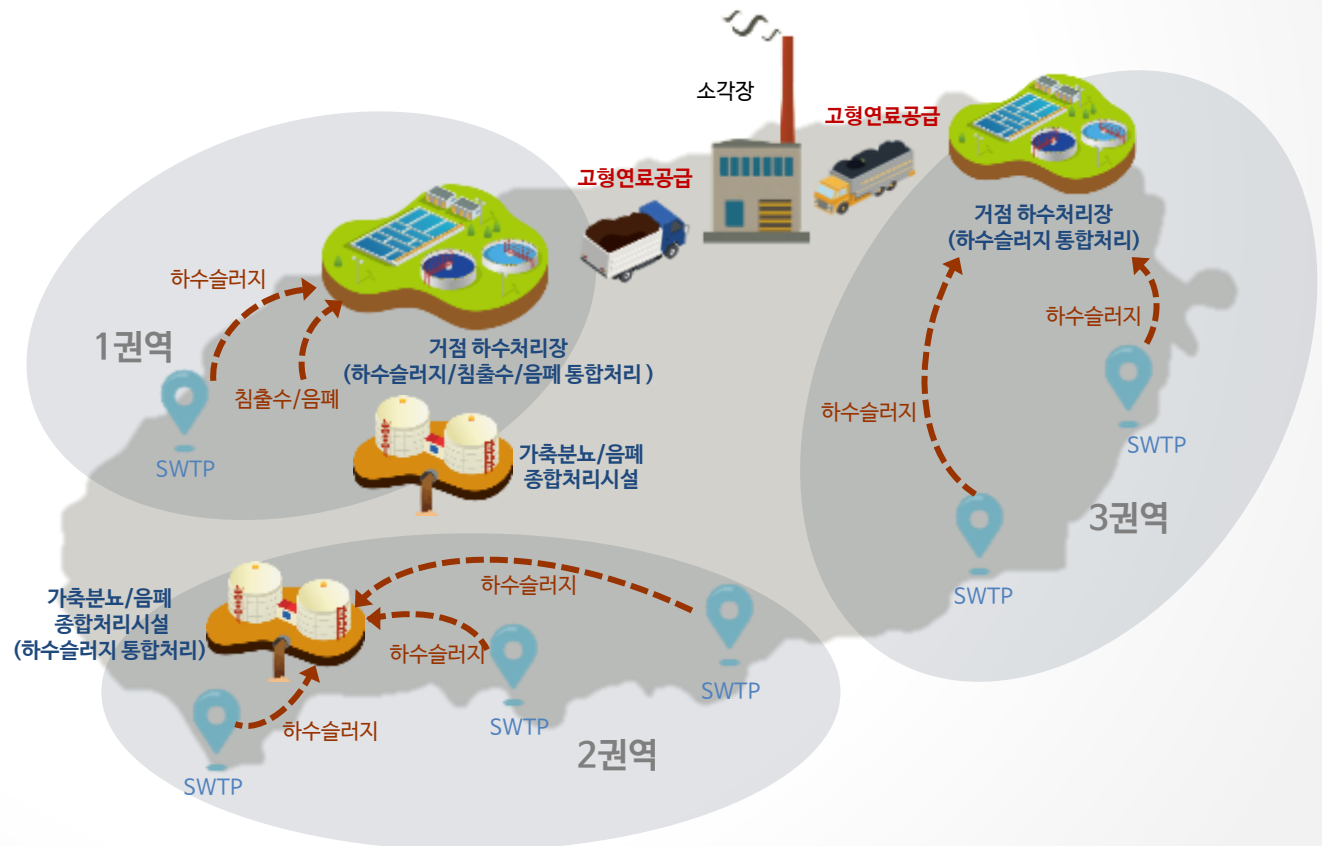 소각장
고형연료공급
고형연료공급
거점 하수처리장
(하수슬러지 통합처리)
하수슬러지
하수슬러지
SWTP
3권역
SWTP
하수슬러지
1권역
거점 하수처리장
(하수슬러지/침출수/음폐 통합처리 )
침출수/음폐
SWTP
가축분뇨/음폐
종합처리시설
가축분뇨/음폐
종합처리시설
(하수슬러지 통합처리)
하수슬러지
하수슬러지
하수슬러지
SWTP
SWTP
SWTP
2권역